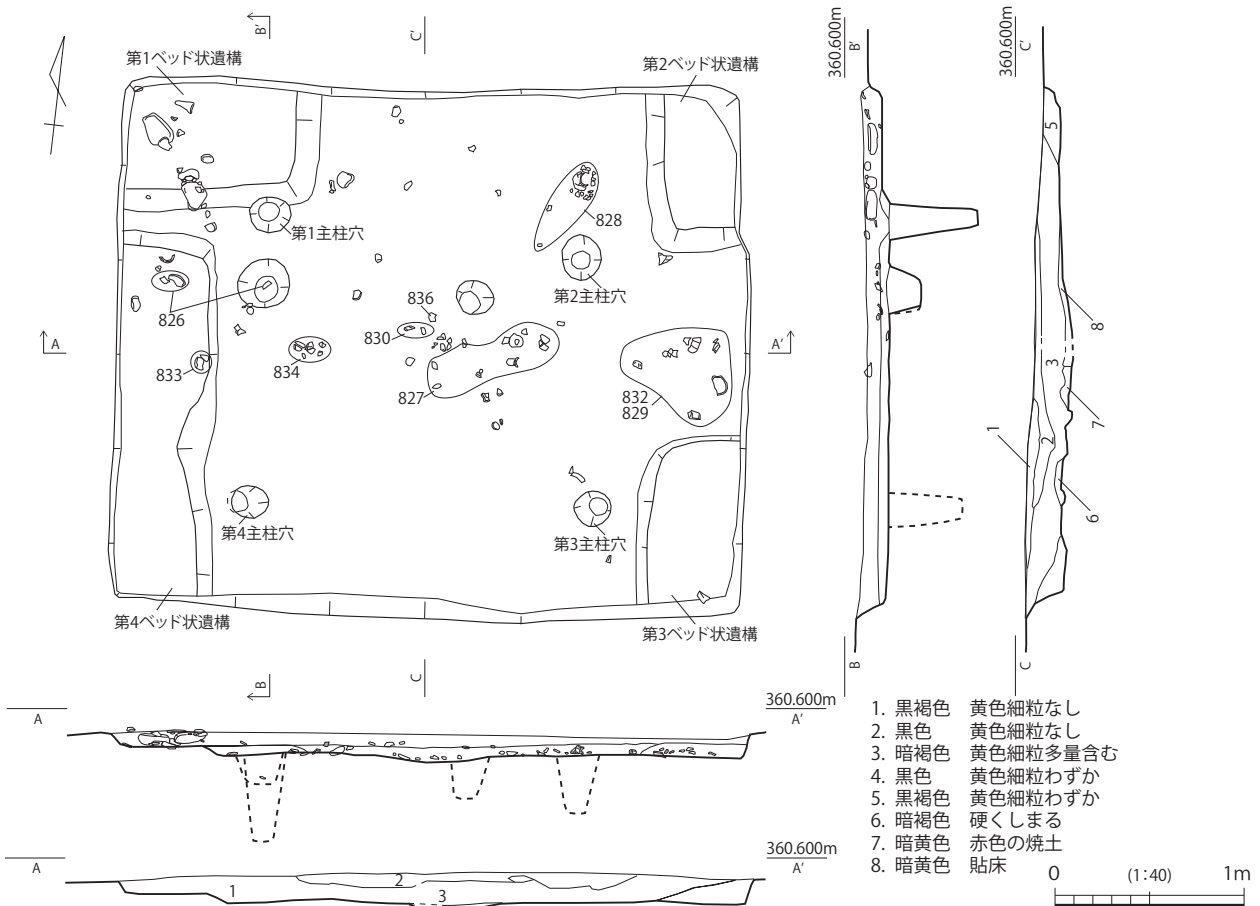 B'
C'
第1ベッド状遺構
第2ベッド状遺構
828
第1主柱穴
第2主柱穴
826
836
830
A
A'
833
834
827
832
829
第4主柱穴
第3主柱穴
第4ベッド状遺構
第3ベッド状遺構
B
C
360.600m
B'
360.600m
C'
5
8
3
7
1
2
6
B
C
A
360.600m
A'
A
360.600m
A'
2
1
3
1. 黒褐色 黄色細粒なし
2. 黒色 黄色細粒なし
3. 暗褐色 黄色細粒多量含む
4. 黒色 黄色細粒わずか
5. 黒褐色 黄色細粒わずか
6. 暗褐色 硬くしまる
7. 暗黄色 赤色の焼土
8. 暗黄色 貼床
0 (1:40) 1m